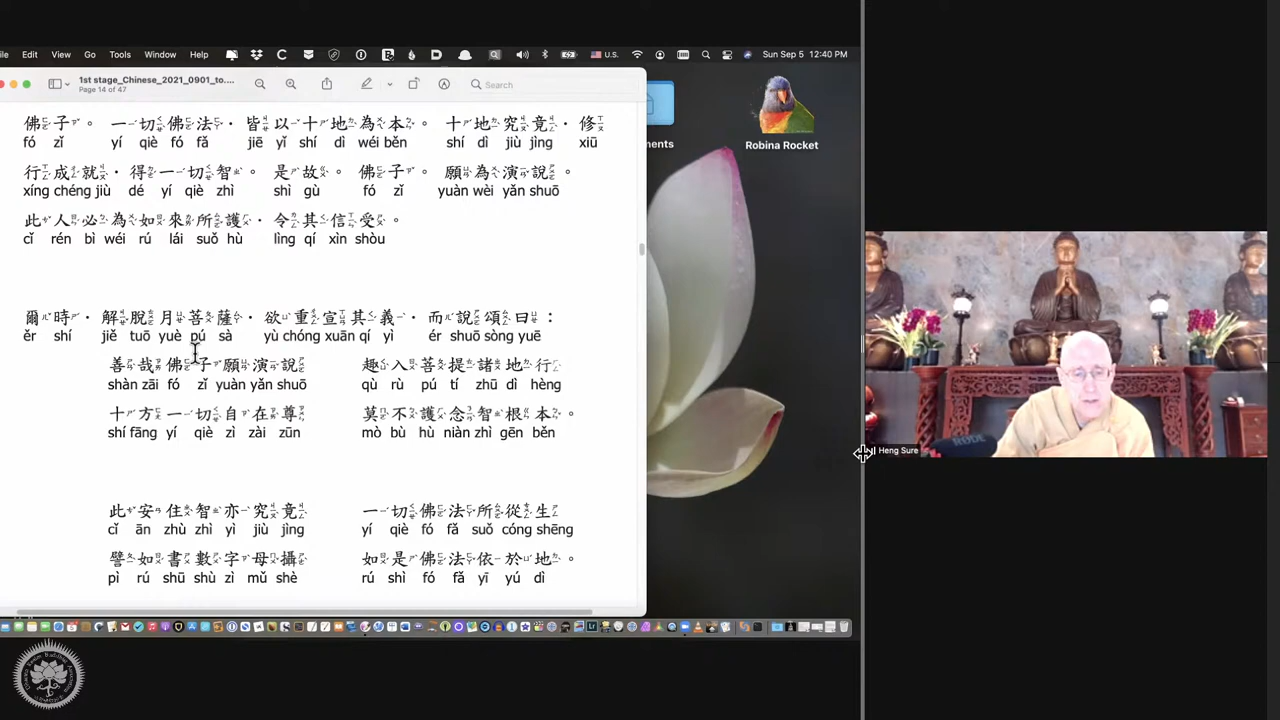 ile Edit View Go Tools Window Help U.S. Sun Sep 5 12:40 PM
1st stage_Chinese_2021_0901_to....
Page 14 of 47
Search
佛子。 一切佛法· 皆以十地為本。 十地究竟· 修
fó zǐ yí qiè fó fǎ jiē yǐ shí dì wéi běn shí dì jiù jìng xiū
行成就· 得一切智。 是故。 佛子。 願為演說。
xíng chéng jiù dé yí qiè zhì shì gù fó zǐ yuàn wèi yǎn shuō
此人必為如來所護· 令其信受。
cǐ rén bì wéi rú lái suǒ hù lìng qí xìn shòu
爾時· 解脫月菩薩· 欲重宣其義· 而說頌曰：
ěr shí jiě tuō yuè pú sà yù chóng xuān qí yì ér shuō sòng yuē
善哉佛子願演說 趣入菩提諸地行
shàn zāi fó zǐ yuàn yǎn shuō qù rù pú tí zhū dì hèng
十方一切自在尊 莫不護念智根本。
shí fāng yí qiè zì zài zūn mò bù hù niàn zhì gēn běn
此安住智亦究竟 一切佛法所從生
cǐ ān zhù zhì yì jiù jìng yí qiè fó fǎ suǒ cóng shēng
譬如書數字母攝 如是佛法依於地。
pì rú shū shù zì mǔ shè rú shì fó fǎ yī yú dì
ments
Robina Rocket
RODE
Heng Sure